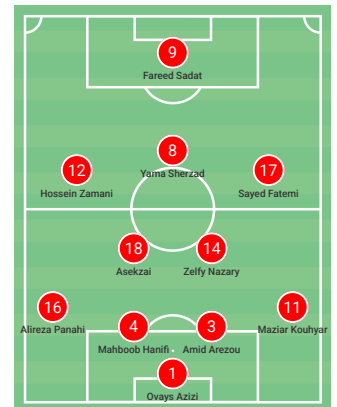 9
Fareed Sadat
8
Yama Sherzad
12
Hossein Zamani
17
Sayed Fatemi
18
Asekzai
14
Zelfy Nazary
16
Alireza Panahi
11
Maziar Kouhyar
4
Mahboob Hanifi
3
Amid Arezou
1
Ovays Azizi